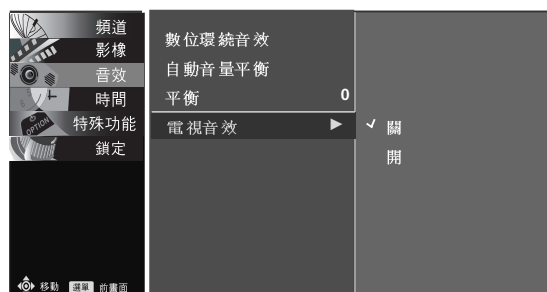 頻道
影像
音效
時間
特殊功能
OPTION
鎖定
移動 選單 前畫面
數位環繞音效
自動音量平衡
平衡 0
電視音效
關
開